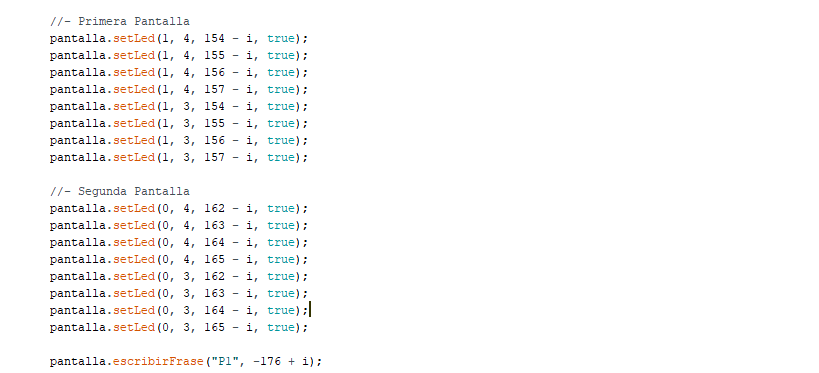 //- Primera Pantalla
pantalla.setLed(1, 4, 154 - i, true);
pantalla.setLed(1, 4, 155 - i, true);
pantalla.setLed(1, 4, 156 - i, true);
pantalla.setLed(1, 4, 157 - i, true);
pantalla.setLed(1, 3, 154 - i, true);
pantalla.setLed(1, 3, 155 - i, true);
pantalla.setLed(1, 3, 156 - i, true);
pantalla.setLed(1, 3, 157 - i, true);
//- Segunda Pantalla
pantalla.setLed(0, 4, 162 - i, true);
pantalla.setLed(0, 4, 163 - i, true);
pantalla.setLed(0, 4, 164 - i, true);
pantalla.setLed(0, 4, 165 - i, true);
pantalla.setLed(0, 3, 162 - i, true);
pantalla.setLed(0, 3, 163 - i, true);
pantalla.setLed(0, 3, 164 - i, true);
pantalla.setLed(0, 3, 165 - i, true);
pantalla.escribirFrase("P1", -176 + i);